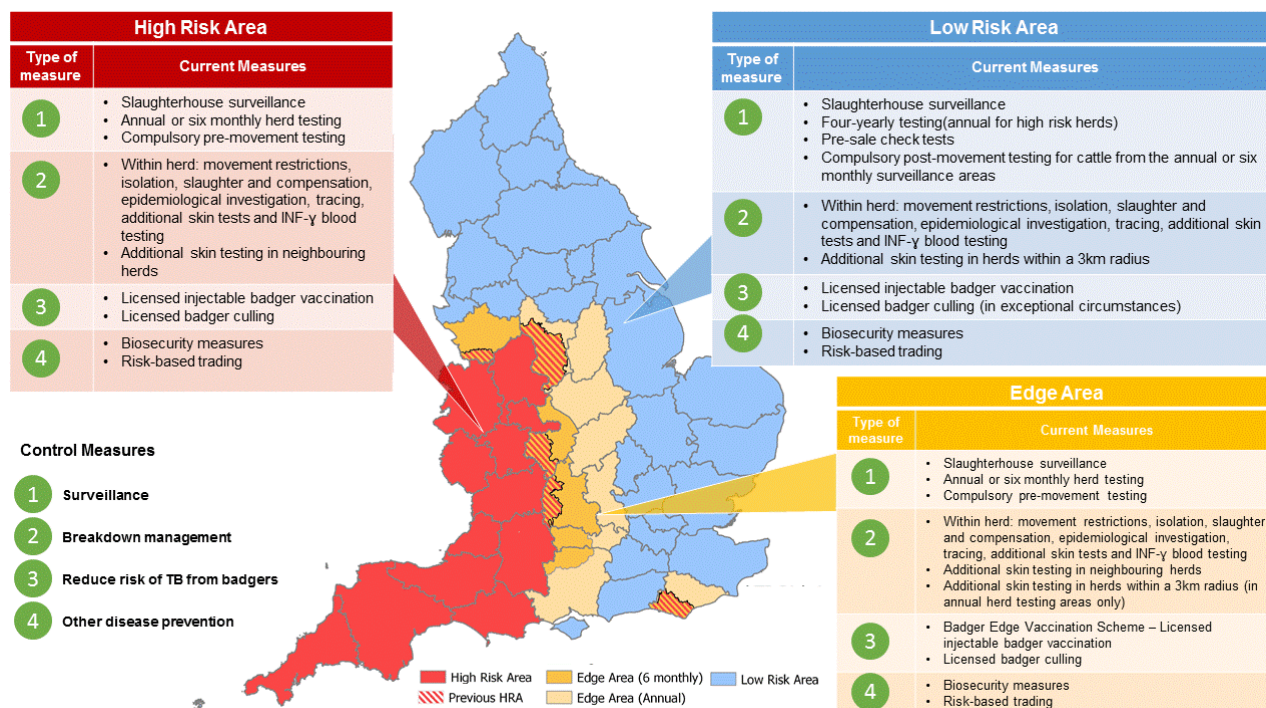 High Risk Area
Type of
measure
Current Measures
1
• Slaughterhouse surveillance
• Annual or six monthly herd testing
• Compulsory pre-movement testing
2
• Within herd: movement restrictions,
isolation, slaughter and compensation,
epidemiological investigation, tracing,
additional skin tests and INF-ɣ blood
testing
• Additional skin testing in neighbouring
herds
3
• Licensed injectable badger vaccination
• Licensed badger culling
4
• Biosecurity measures
• Risk-based trading
Low Risk Area
Type of
measure
Current Measures
1
• Slaughterhouse surveillance
• Four-yearly testing(annual for high risk herds)
• Pre-sale check tests
• Compulsory post-movement testing for cattle from the annual or six
monthly surveillance areas
2
• Within herd: movement restrictions, isolation, slaughter and
compensation, epidemiological investigation, tracing, additional skin
tests and INF-ɣ blood testing
• Additional skin testing in herds within a 3km radius
3
• Licensed injectable badger vaccination
• Licensed badger culling (in exceptional circumstances)
4
• Biosecurity measures
• Risk-based trading
Edge Area
Type of
measure
Current Measures
1
• Slaughterhouse surveillance
• Annual or six monthly herd testing
• Compulsory pre-movement testing
2
• Within herd: movement restrictions, isolation, slaughter
and compensation, epidemiological investigation,
tracing, additional skin tests and INF-ɣ blood testing
• Additional skin testing in neighbouring herds
• Additional skin testing in herds within a 3km radius (in
annual herd testing areas only)
3
• Badger Edge Vaccination Scheme – Licensed
injectable badger vaccination
• Licensed badger culling
4
• Biosecurity measures
• Risk-based trading
Control Measures
1 Surveillance
2 Breakdown management
3 Reduce risk of TB from badgers
4 Other disease prevention
High Risk Area
Edge Area (6 monthly)
Low Risk Area
Previous HRA
Edge Area (Annual)